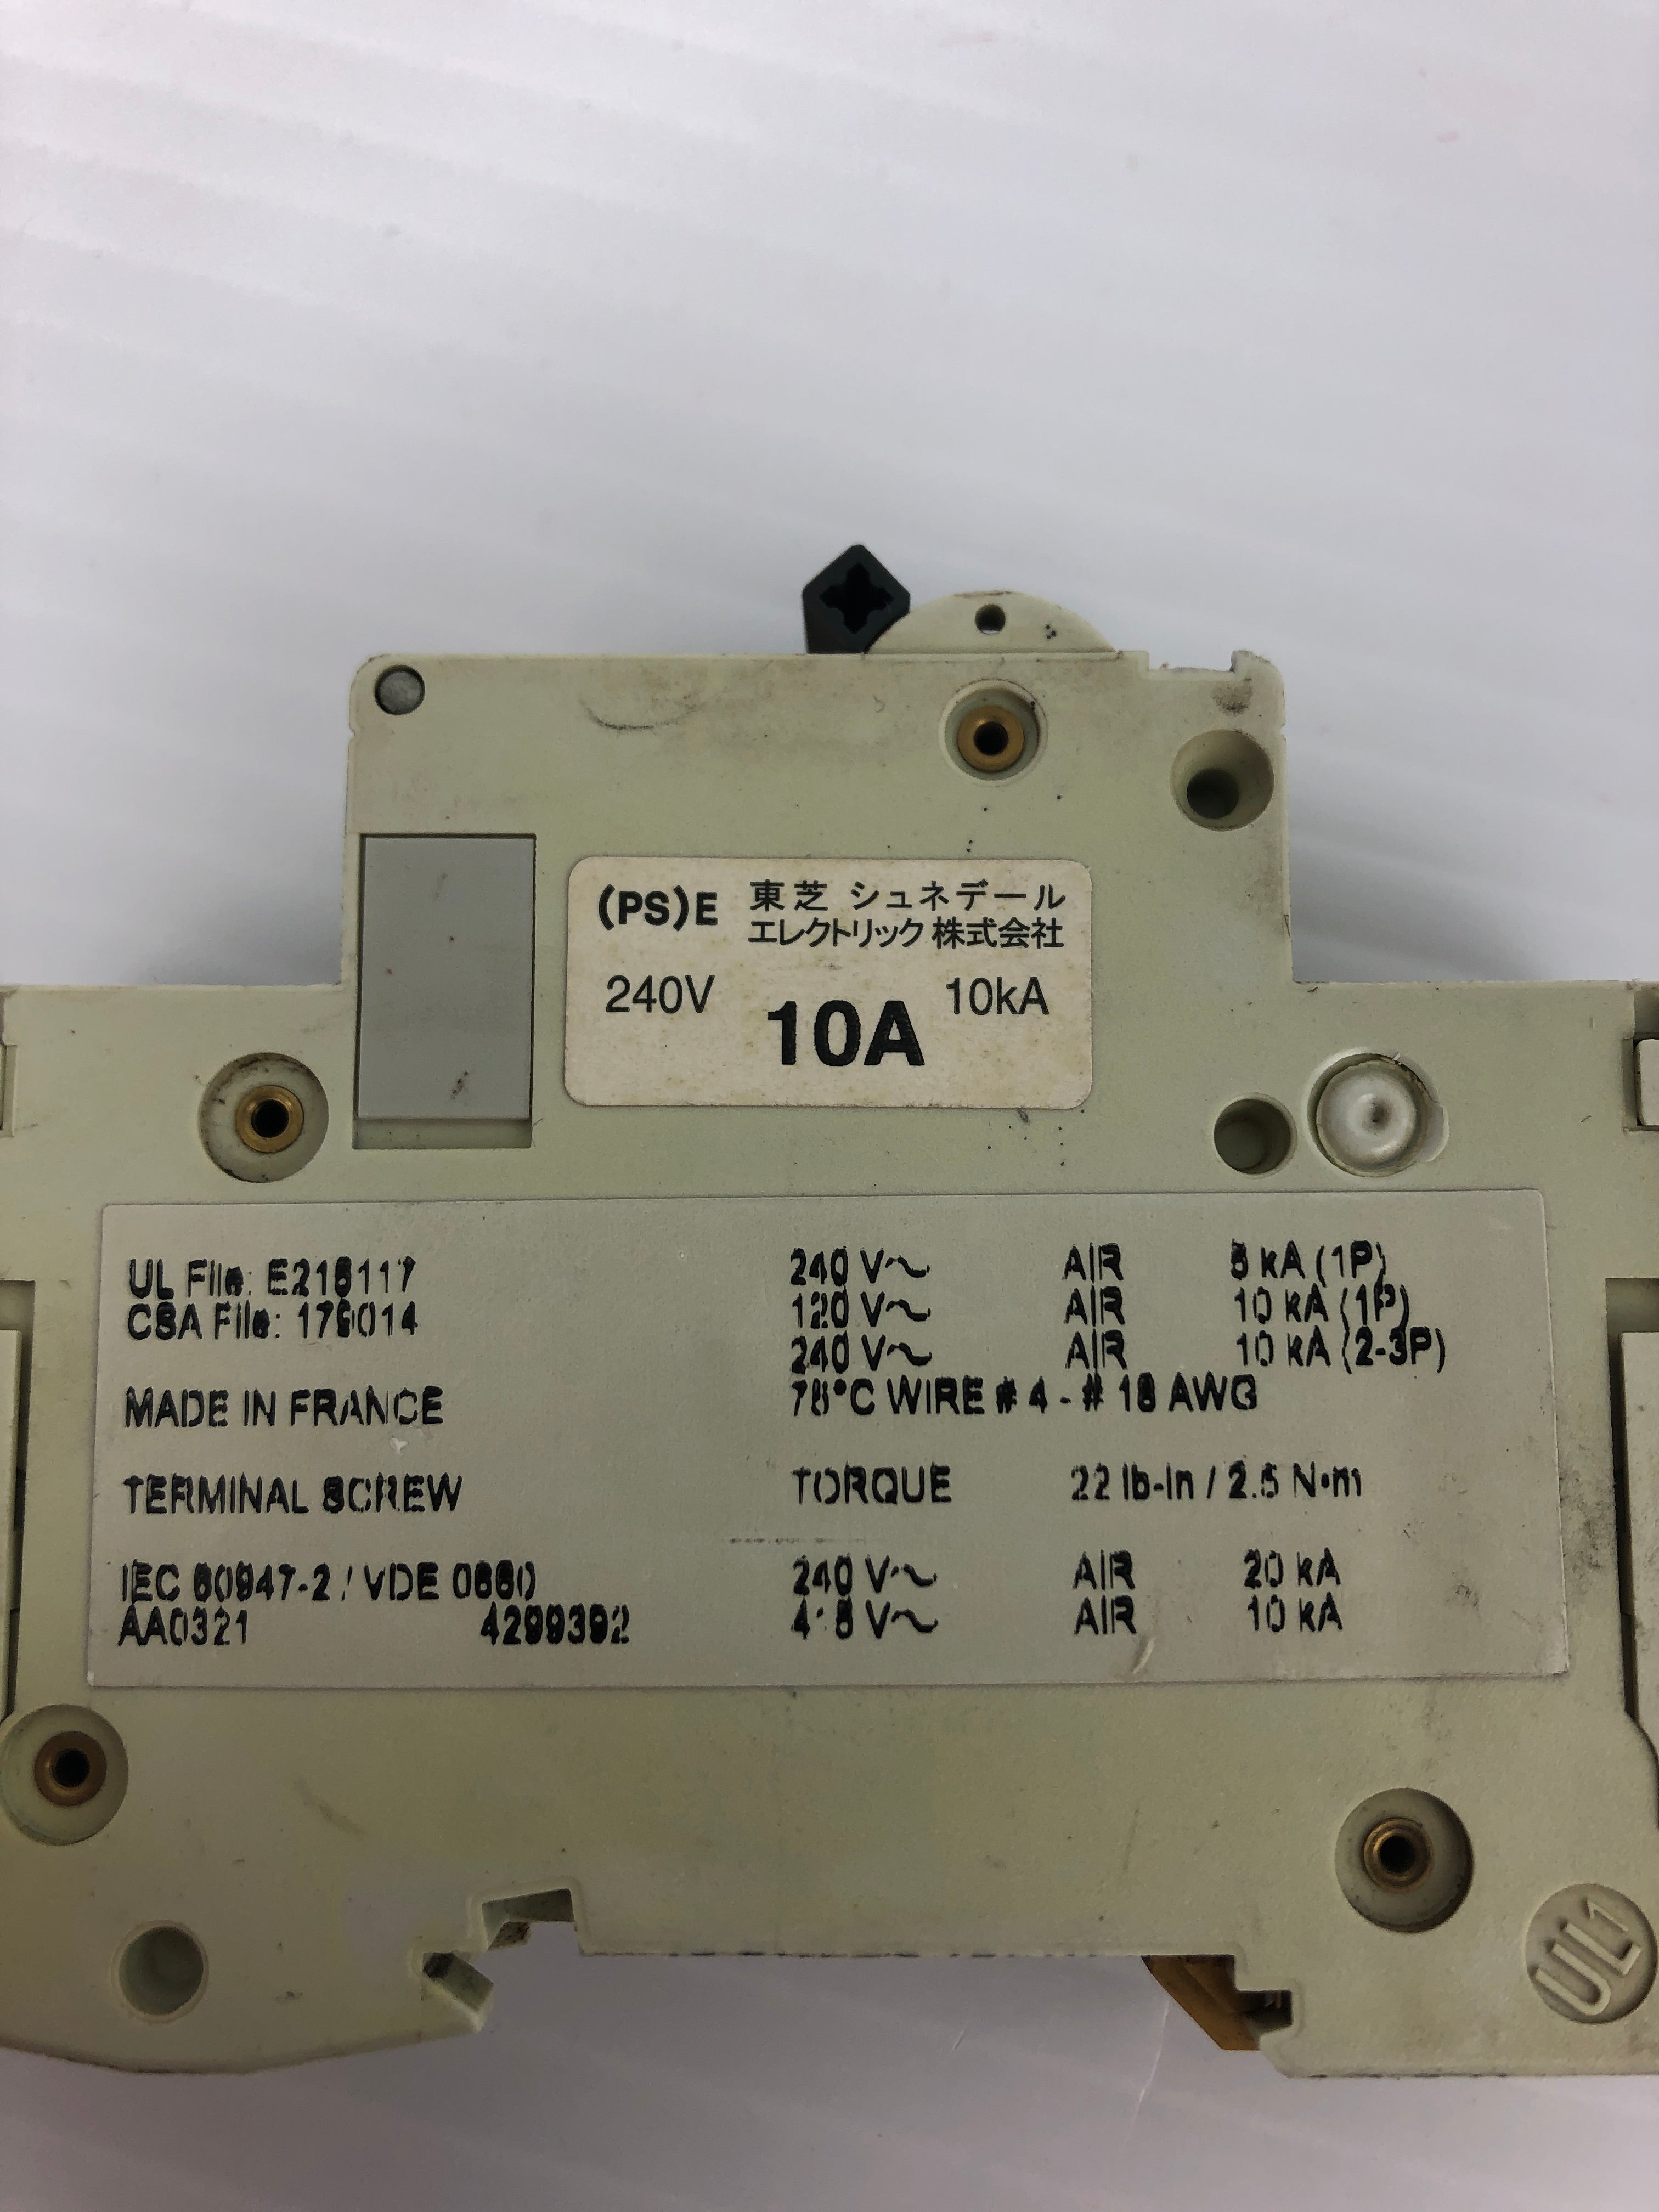 (PS)E 東芝 シュネデール
エレクトリック 株式会社
240V 10A 10kA
UL File: E216117
CSA File: 179014
MADE IN FRANCE
TERMINAL SCREW
IEC 60947-2 / VDE 0660
AA0321 4299392
240 V~ AIR 5 kA (1P)
120 V~ AIR 10 kA (1P)
240 V~ AIR 10 kA (2-3P)
WIRE # 4 - # 18 AWG
TORQUE 22 lb-in / 2.5 N•m
240 V~ AIR 20 kA
V~ AIR 10 kA
UL